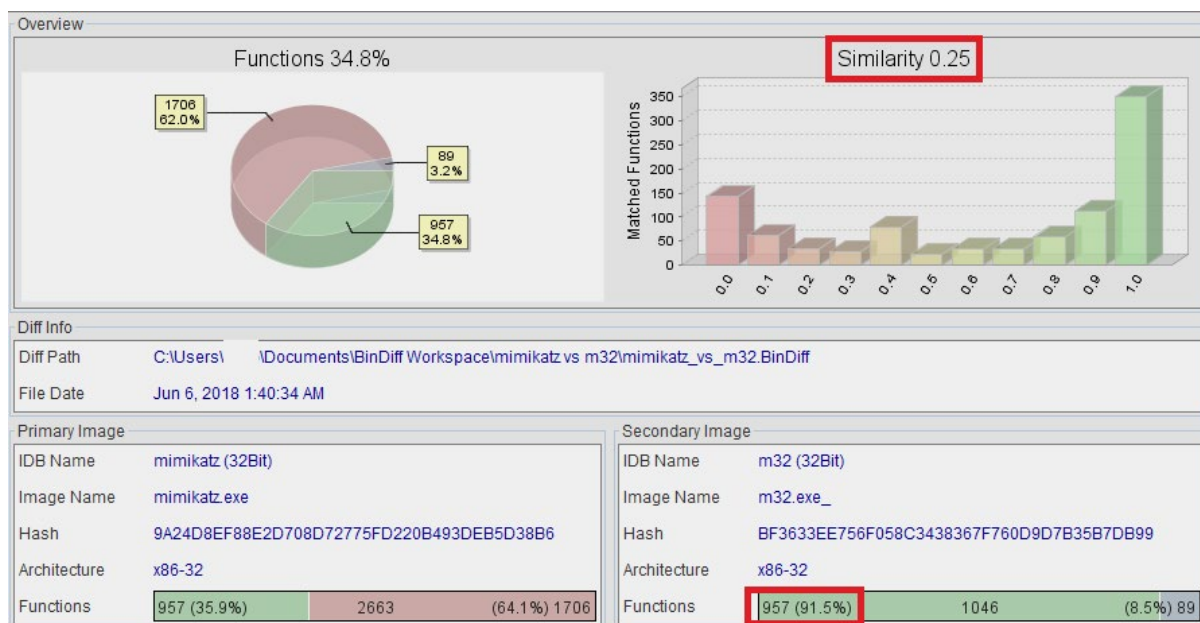 Overview
Functions 34.8%
1706
62.0%
89
3.2%
957
34.8%
Similarity 0.25
Matched Functions
350
300
250
200
150
100
50
0
0.0 0.1 0.2 0.3 0.4 0.5 0.6 0.7 0.8 0.9 1.0
Diff Info
Diff Path C:\Users\ \Documents\BinDiff Workspace\mimikatz vs m32\mimikatz_vs_m32.BinDiff
File Date Jun 6, 2018 1:40:34 AM
Primary Image
IDB Name mimikatz (32Bit)
Image Name mimikatz.exe
Hash 9A24D8EF88E2D708D72775FD220B493DEB5D38B6
Architecture x86-32
Functions 957 (35.9%) 2663 (64.1%) 1706
Secondary Image
IDB Name m32 (32Bit)
Image Name m32.exe_
Hash BF3633EE756F058C3438367F760D9D7B35B7DB99
Architecture x86-32
Functions 957 (91.5%) 1046 (8.5%) 89